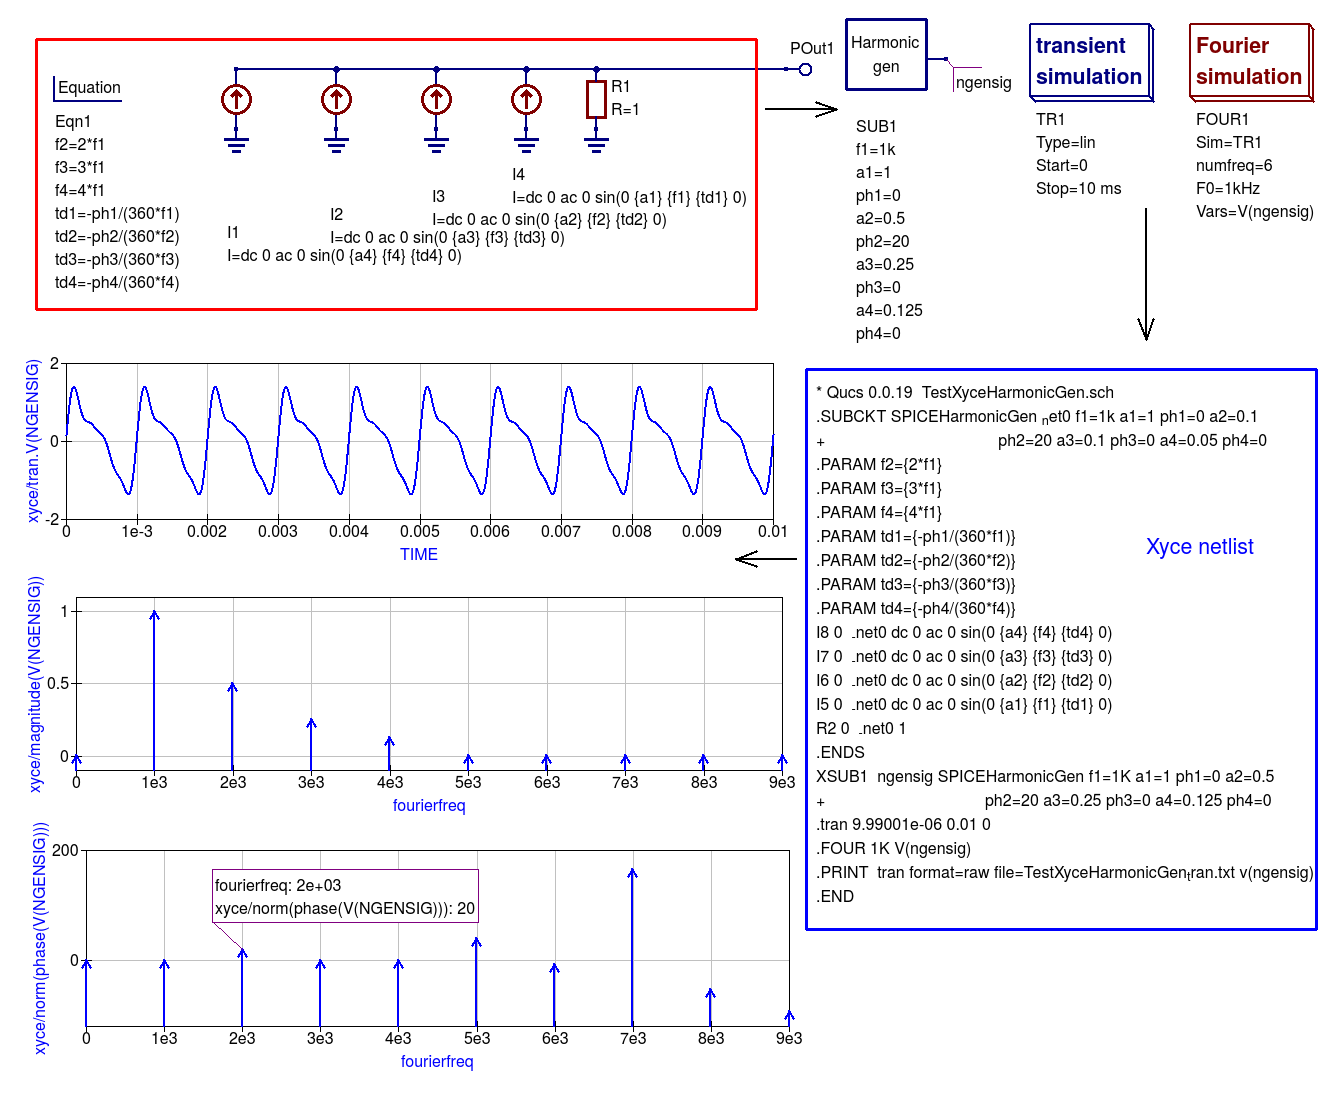 Equation
Eqn1
f2=2*f1
f3=3*f1
f4=4*f1
td1=-ph1/(360*f1)
td2=-ph2/(360*f2)
td3=-ph3/(360*f3)
td4=-ph4/(360*f4)
R1
R=1
I4
I=dc 0 ac 0 sin(0 {a1} {f1} {td1} 0)
I3
I=dc 0 ac 0 sin(0 {a2} {f2} {td2} 0)
I2
I=dc 0 ac 0 sin(0 {a3} {f3} {td3} 0)
I1
I=dc 0 ac 0 sin(0 {a4} {f4} {td4} 0)
POut1
Harmonic
gen
ngensig
SUB1
f1=1k
a1=1
ph1=0
a2=0.5
ph2=20
a3=0.25
ph3=0
a4=0.125
ph4=0
transient
simulation
TR1
Type=lin
Start=0
Stop=10 ms
Fourier
simulation
FOUR1
Sim=TR1
numfreq=6
F0=1kHz
Vars=V(ngensig)
xyce/tran.V(NGENSIG)
2
0
-2
0 1e-3 0.002 0.003 0.004 0.005 0.006 0.007 0.008 0.009 0.01
TIME
xyce/magnitude(V(NGENSIG))
1
0.5
0
0 1e3 2e3 3e3 4e3 5e3 6e3 7e3 8e3 9e3
fourierfreq
xyce/norm(phase(V(NGENSIG)))
200
0
fourierfreq: 2e+03
xyce/norm(phase(V(NGENSIG))): 20
0 1e3 2e3 3e3 4e3 5e3 6e3 7e3 8e3 9e3
fourierfreq
* Qucs 0.0.19 TestXyceHarmonicGen.sch
.SUBCKT SPICEHarmonicGen _net0 f1=1k a1=1 ph1=0 a2=0.1
+ ph2=20 a3=0.1 ph3=0 a4=0.05 ph4=0
.PARAM f2={2*f1}
.PARAM f3={3*f1}
.PARAM f4={4*f1}
.PARAM td1={-ph1/(360*f1)}
.PARAM td2={-ph2/(360*f2)}
.PARAM td3={-ph3/(360*f3)}
.PARAM td4={-ph4/(360*f4)}
I8 0 _net0 dc 0 ac 0 sin(0 {a4} {f4} {td4} 0)
I7 0 _net0 dc 0 ac 0 sin(0 {a3} {f3} {td3} 0)
I6 0 _net0 dc 0 ac 0 sin(0 {a2} {f2} {td2} 0)
I5 0 _net0 dc 0 ac 0 sin(0 {a1} {f1} {td1} 0)
R2 0 _net0 1
.ENDS
XSUB1 ngensig SPICEHarmonicGen f1=1K a1=1 ph1=0 a2=0.5
+ ph2=20 a3=0.25 ph3=0 a4=0.125 ph4=0
.tran 9.99001e-06 0.01 0
.FOUR 1K V(ngensig)
.PRINT tran format=raw file=TestXyceHarmonicGen_tran.txt v(ngensig)
.END
Xyce netlist